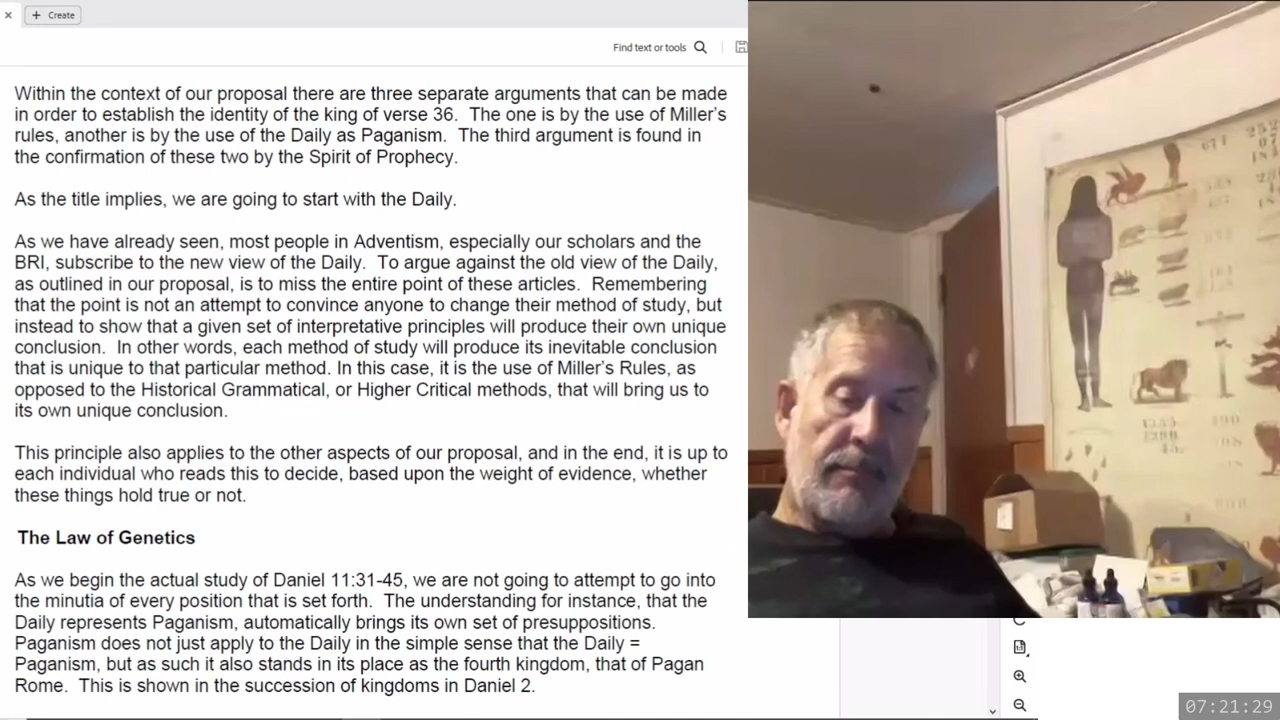 Create
Find text or tools
Within the context of our proposal there are three separate arguments that can be made
in order to establish the identity of the king of verse 36.  The one is by the use of Miller's
rules, another is by the use of the Daily as Paganism.  The third argument is found in
the confirmation of these two by the Spirit of Prophecy.
As the title implies, we are going to start with the Daily.
As we have already seen, most people in Adventism, especially our scholars and the
BRI, subscribe to the new view of the Daily.  To argue against the old view of the Daily,
as outlined in our proposal, is to miss the entire point of these articles.  Remembering
that the point is not an attempt to convince anyone to change their method of study, but
instead to show that a given set of interpretative principles will produce their own unique
conclusion.  In other words, each method of study will produce its inevitable conclusion
that is unique to that particular method. In this case, it is the use of Miller's Rules, as
opposed to the Historical Grammatical, or Higher Critical methods, that will bring us to
its own unique conclusion.
This principle also applies to the other aspects of our proposal, and in the end, it is up to
each individual who reads this to decide, based upon the weight of evidence, whether
these things hold true or not.
The Law of Genetics
As we begin the actual study of Daniel 11:31-45, we are not going to attempt to go into
the minutia of every position that is set forth.  The understanding for instance, that the
Daily represents Paganism, automatically brings its own set of presuppositions.
Paganism does not just apply to the Daily in the simple sense that the Daily =
Paganism, but as such it also stands in its place as the fourth kingdom, that of Pagan
Rome.  This is shown in the succession of kingdoms in Daniel 2.
07:21:29